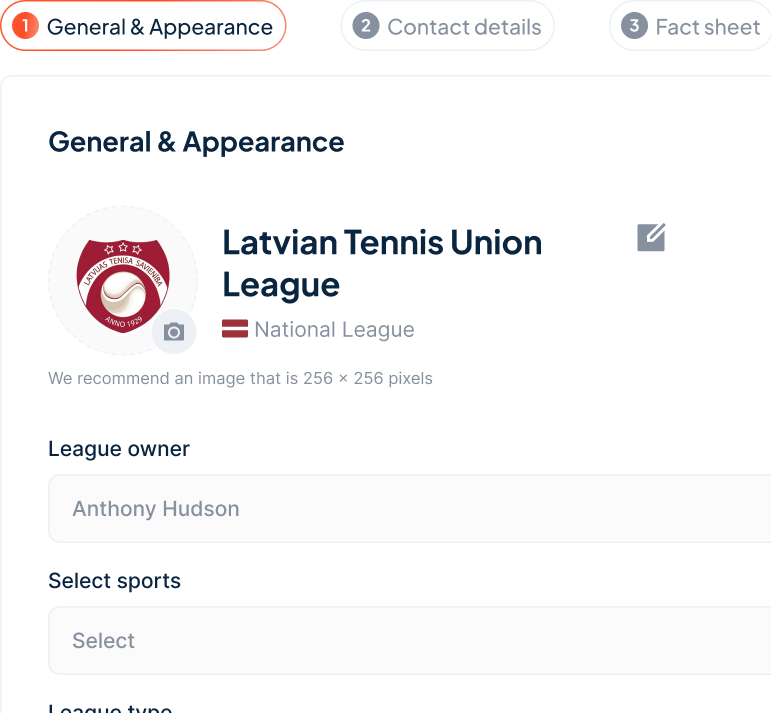 1 General & Appearance
2 Contact details
3 Fact sheet
General & Appearance
LATVIJAS TENISA SAVIENĪBA
ANNO 1929
Latvian Tennis Union
League
National League
We recommend an image that is 256 × 256 pixels
League owner
Anthony Hudson
Select sports
Select
League type